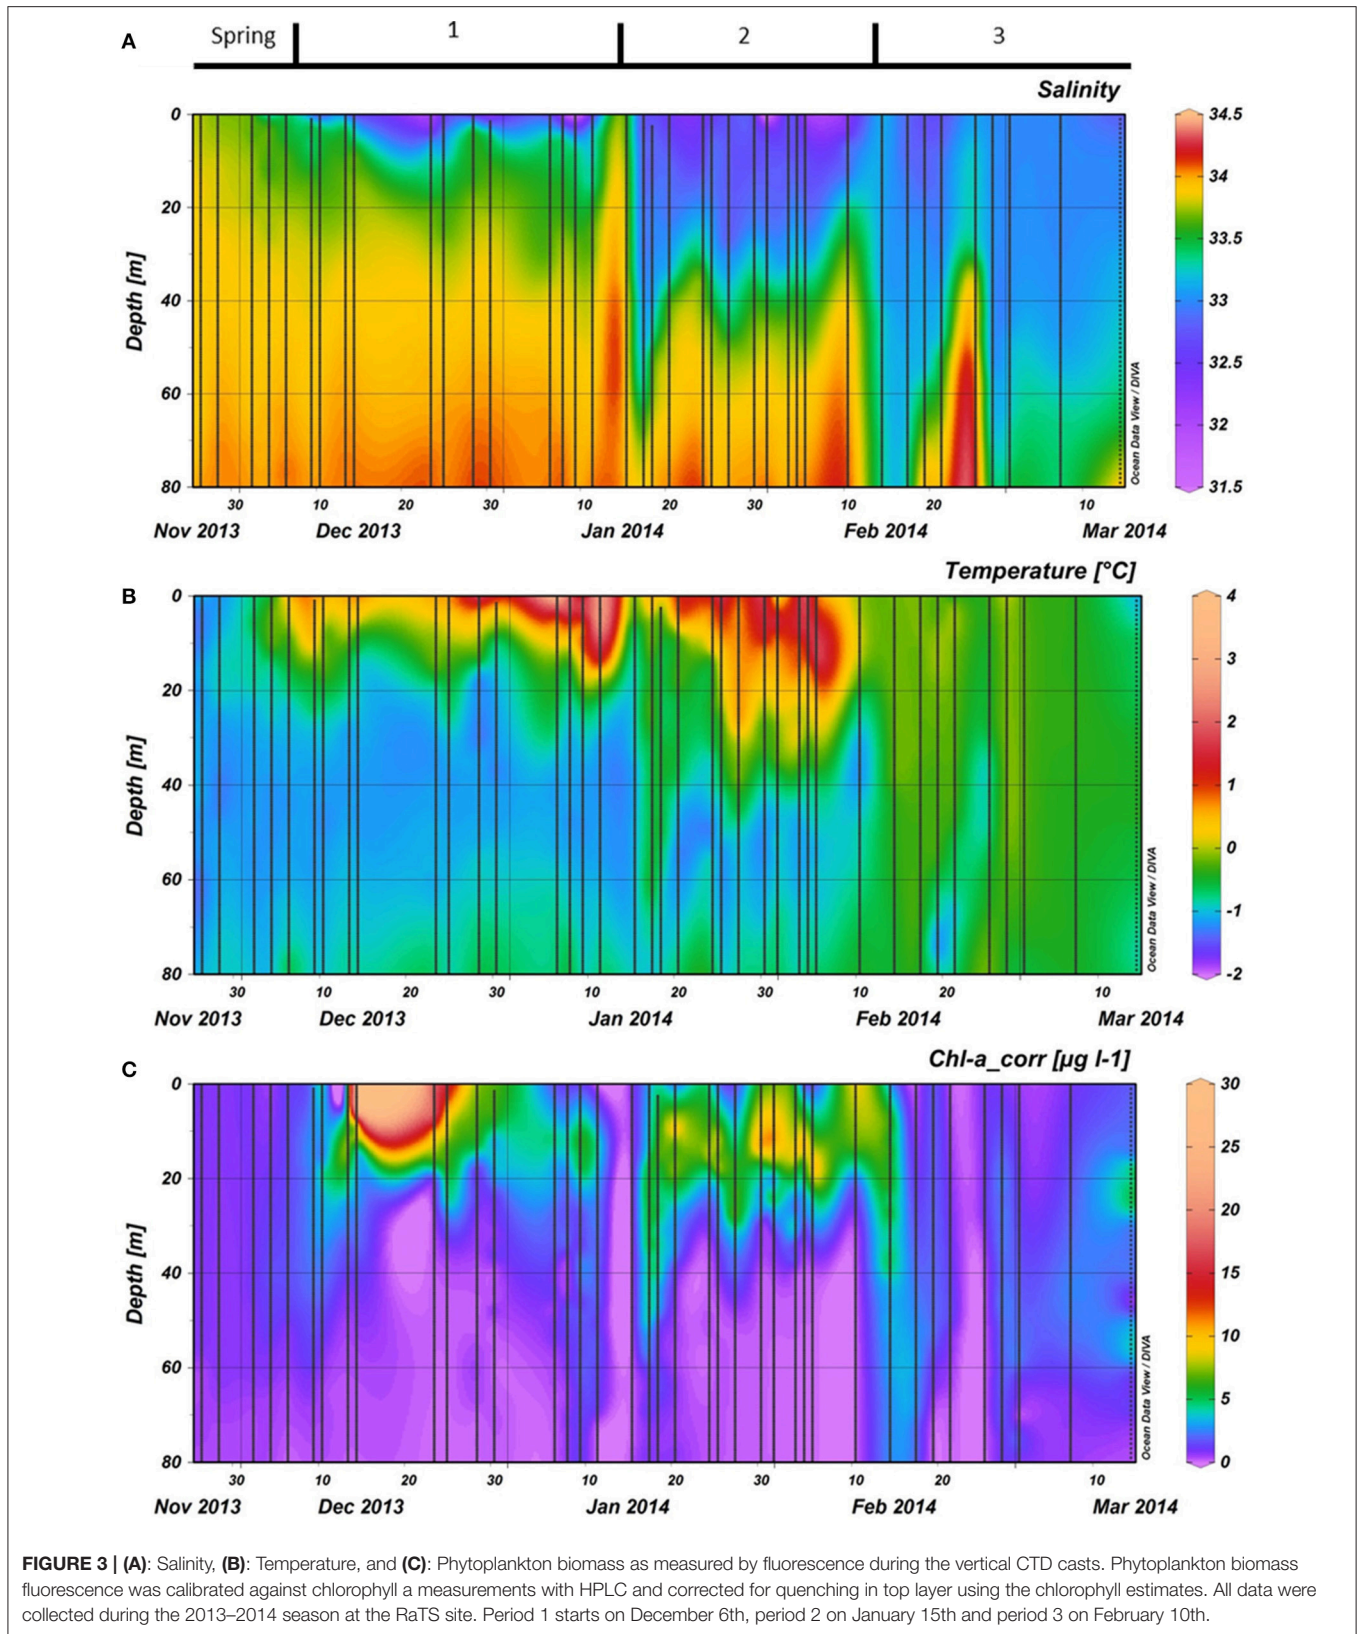 A
Spring 1 2 3
Salinity
0
20
40
60
80
Depth [m]
30 10 20 30 10 20 30 10 20 10
Nov 2013 Dec 2013 Jan 2014 Feb 2014 Mar 2014
34.5
34
33.5
33
32.5
32
31.5
Ocean Data View / DIVA
B
Temperature [°C]
0
20
40
60
80
Depth [m]
30 10 20 30 10 20 30 10 20 10
Nov 2013 Dec 2013 Jan 2014 Feb 2014 Mar 2014
4
3
2
1
0
-1
-2
Ocean Data View / DIVA
C
Chl-a_corr [µg l-1]
0
20
40
60
80
Depth [m]
30 10 20 30 10 20 30 10 20 10
Nov 2013 Dec 2013 Jan 2014 Feb 2014 Mar 2014
30
25
20
15
10
5
0
Ocean Data View / DIVA
FIGURE 3 | (A): Salinity, (B): Temperature, and (C): Phytoplankton biomass as measured by fluorescence during the vertical CTD casts. Phytoplankton biomass
fluorescence was calibrated against chlorophyll a measurements with HPLC and corrected for quenching in top layer using the chlorophyll estimates. All data were
collected during the 2013–2014 season at the RaTS site. Period 1 starts on December 6th, period 2 on January 15th and period 3 on February 10th.